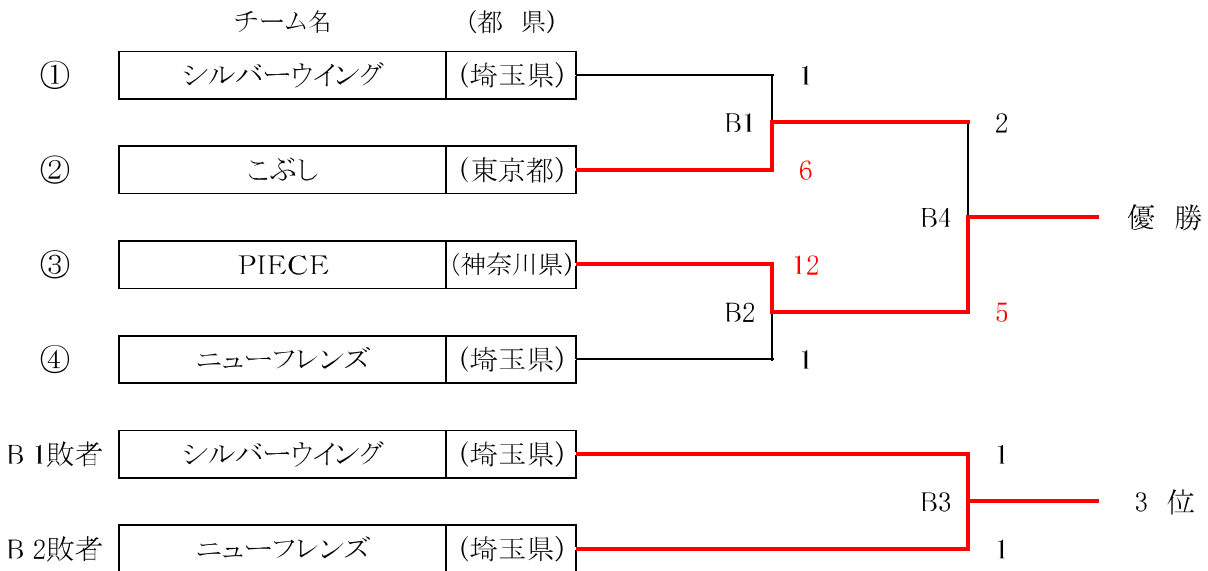 チーム名 (都 県)
① シルバーウイング (埼玉県) 1
B1 2
② こぶし (東京都) 6
B4 優 勝
③ PIECE (神奈川県) 12
B2 5
④ ニューフレンズ (埼玉県) 1
B 1敗者 シルバーウイング (埼玉県) 1
B3 3 位
B 2敗者 ニューフレンズ (埼玉県) 1